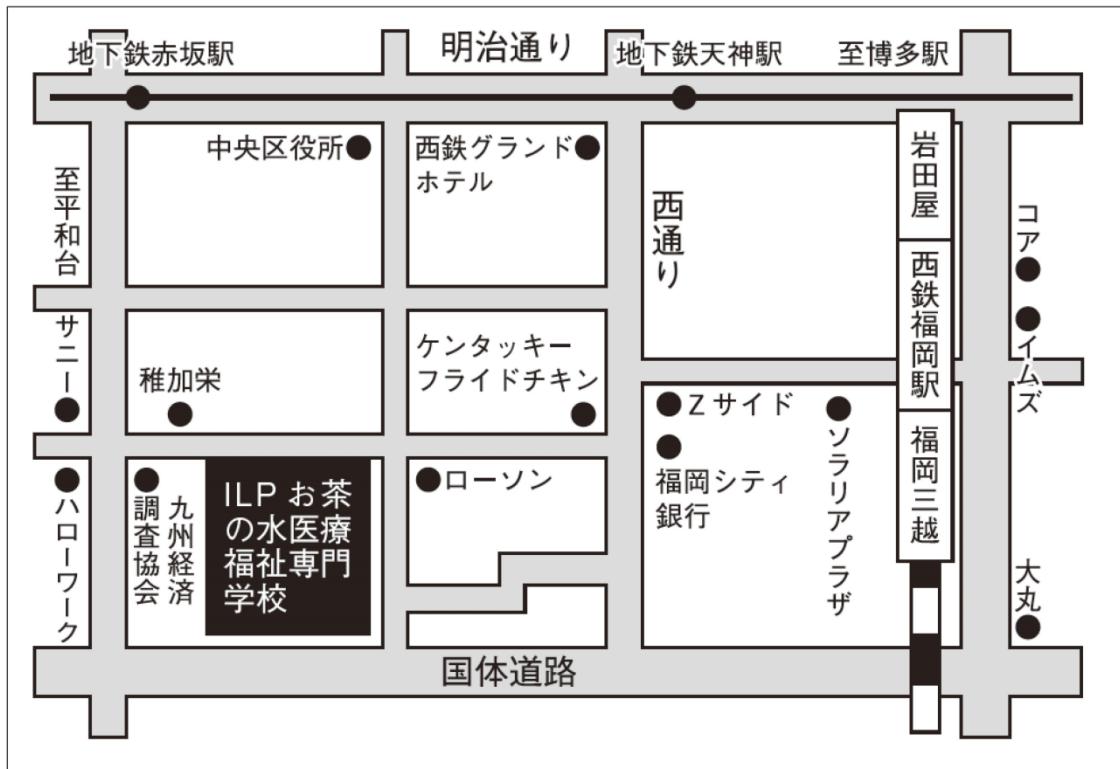 地下鉄赤坂駅
明治通り
地下鉄天神駅
至博多駅
中央区役所
西鉄グランド
ホテル
岩田屋
至平和台
西通り
コア
西鉄福岡駅
イムズ
サニー
稚加栄
ケンタッキー
フライドチキン
Zサイド
ソラリアプラザ
福岡三越
ハローワーク
九州経済
調査協会
ILPお茶
の水医療
福祉専門
学校
ローソン
福岡シティ
銀行
大丸
国体道路